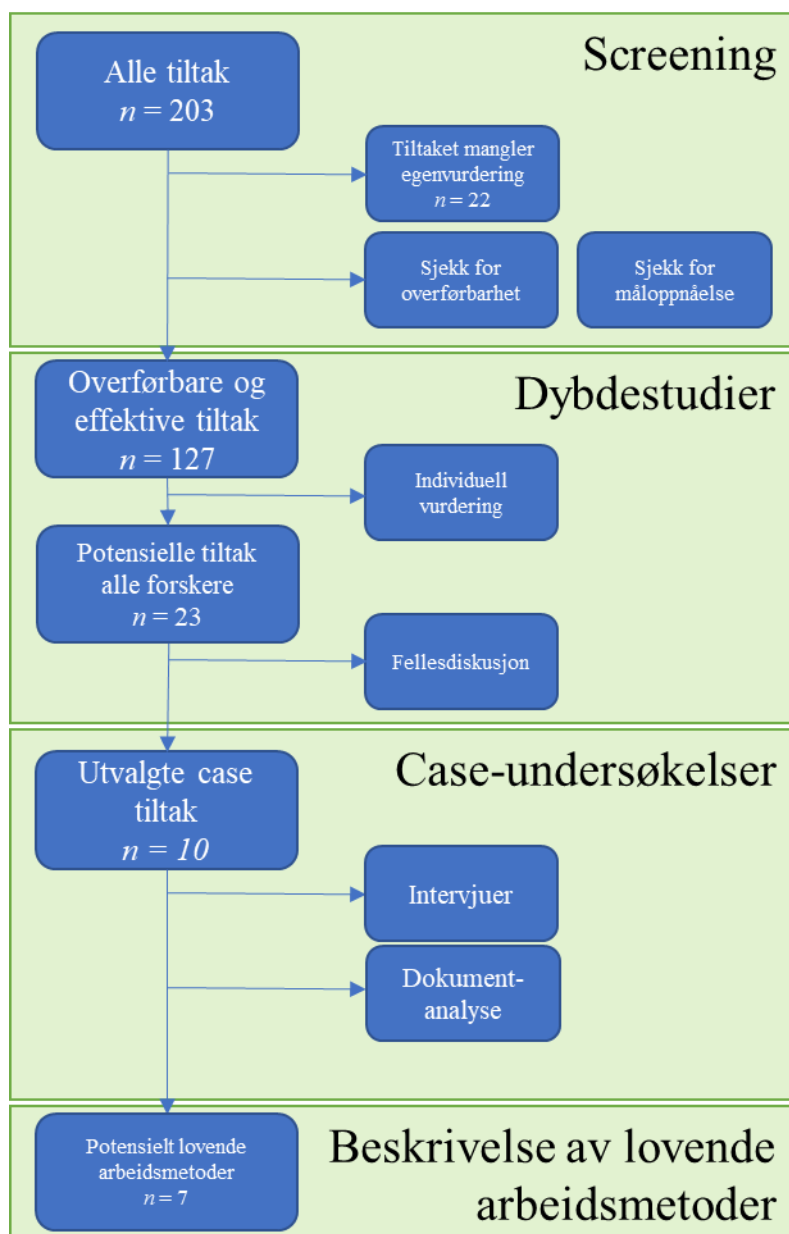 Screening
Alle tiltak
n = 203
Tiltaket mangler
egenvurdering
n = 22
Sjekk for
overførbarhet
Sjekk for
måloppnåelse
Dybdestudier
Overførbare og
effektive tiltak
n = 127
Individuell
vurdering
Potensielle tiltak
alle forskere
n = 23
Fellesdiskusjon
Case-undersøkelser
Utvalgte case
tiltak
n = 10
Intervjuer
Dokument-
analyse
Beskrivelse av lovende
arbeidsmetoder
Potensielt lovende
arbeidsmetoder
n = 7